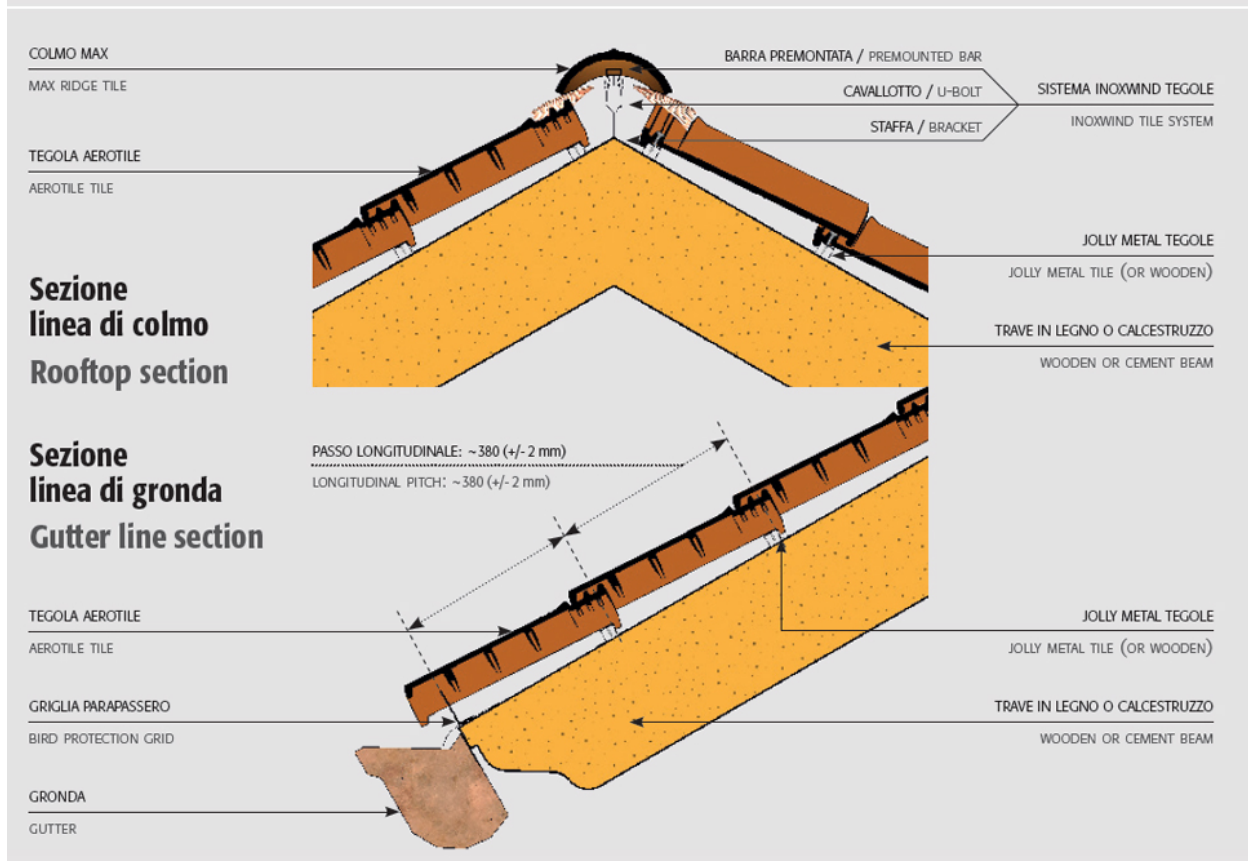 COLMO MAX
MAX RIDGE TILE
BARRA PREMONTATA / PREMOUNTED BAR
CAVALLOTTO / U-BOLT
STAFFA / BRACKET
SISTEMA INOXWIND TEGOLE
INOXWIND TILE SYSTEM
TEGOLA AEROTILE
AEROTILE TILE
JOLLY METAL TEGOLE
JOLLY METAL TILE (OR WOODEN)
Sezione
linea di colmo
Rooftop section
TRAVE IN LEGNO O CALCESTRUZZO
WOODEN OR CEMENT BEAM
Sezione
linea di gronda
Gutter line section
PASSO LONGITUDINALE: ~380 (+/- 2 mm)
LONGITUDINAL PITCH: ~380 (+/- 2 mm)
TEGOLA AEROTILE
AEROTILE TILE
JOLLY METAL TEGOLE
JOLLY METAL TILE (OR WOODEN)
GRIGLIA PARAPASSERO
BIRD PROTECTION GRID
TRAVE IN LEGNO O CALCESTRUZZO
WOODEN OR CEMENT BEAM
GRONDA
GUTTER